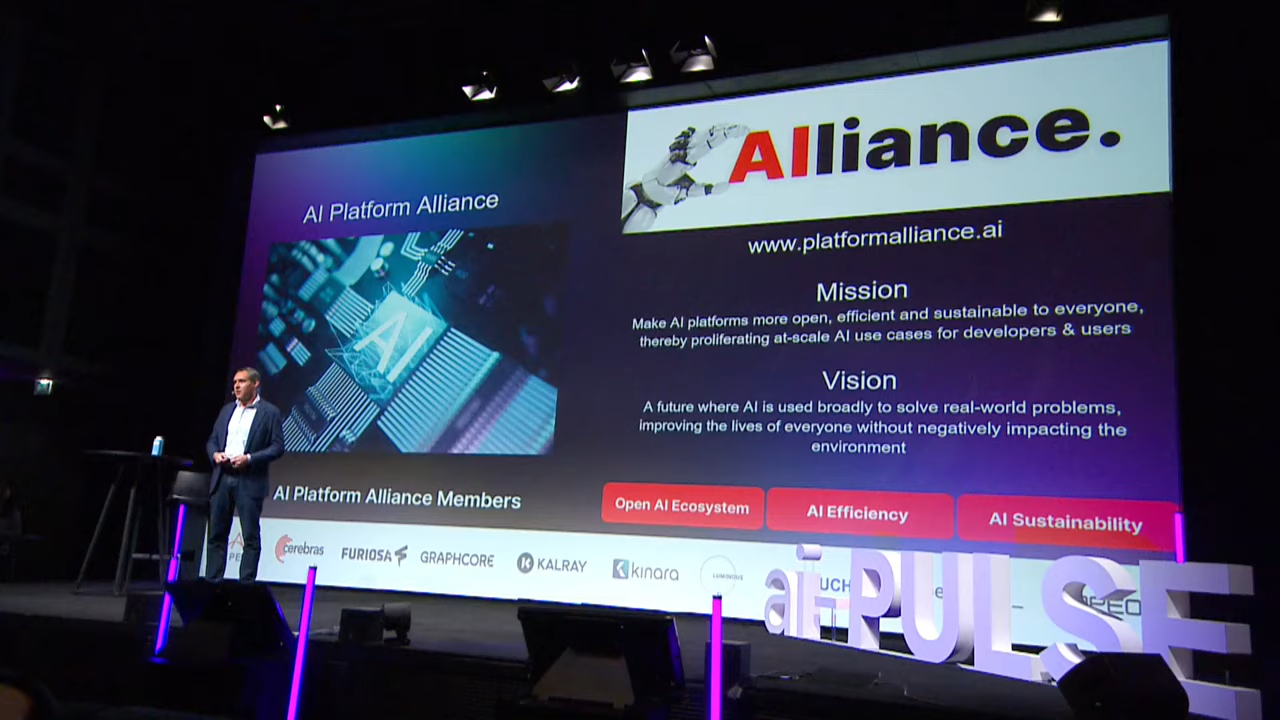 AI Platform Alliance
AI
AI Platform Alliance Members
AIlliance.
www.platformalliance.ai
Mission
Make AI platforms more open, efficient and sustainable to everyone,
thereby proliferating at-scale AI use cases for developers & users
Vision
A future where AI is used broadly to solve real-world problems,
improving the lives of everyone without negatively impacting the
environment
Open AI Ecosystem
AI Efficiency
AI Sustainability
cerebras
FURIOSA
GRAPHCORE
KALRAY
kinara
LUMINOUS
ai-PULSE